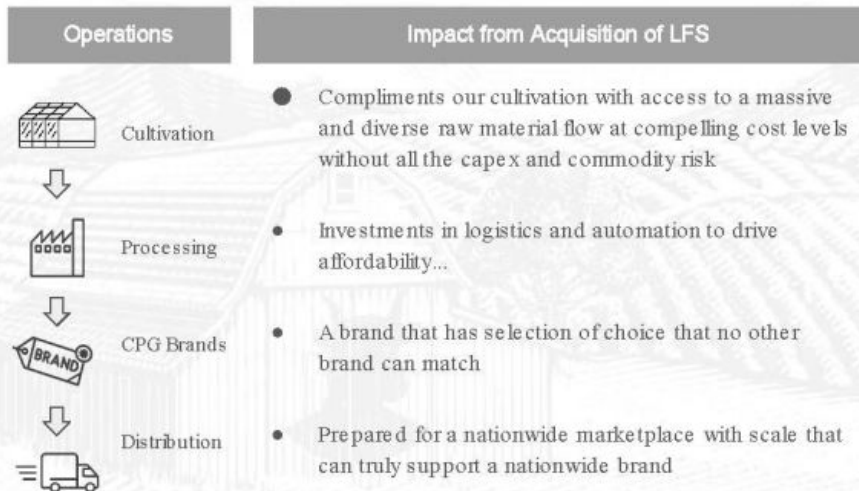 Operations
Impact from Acquisition of LFS
Cultivation
● Compliments our cultivation with access to a massive
and diverse raw material flow at compelling cost levels
without all the capex and commodity risk
Processing
● Investments in logistics and automation to drive
affordability...
BRAND
CPG Brands
● A brand that has selection of choice that no other
brand can match
Distribution
● Prepared for a nationwide marketplace with scale that
can truly support a nationwide brand